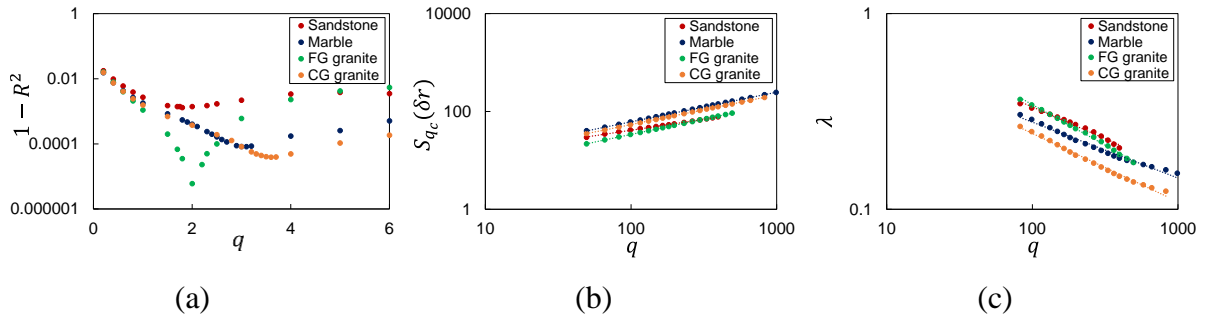 1
0.01
0.0001
0.000001
1 − R²
0 2 4 6
q
Sandstone
Marble
FG granite
CG granite
(a)
10000
100
1
S_{q_c}(δr)
10 100 1000
q
Sandstone
Marble
FG granite
CG granite
(b)
1
0.1
λ
10 100 1000
q
Sandstone
Marble
FG granite
CG granite
(c)